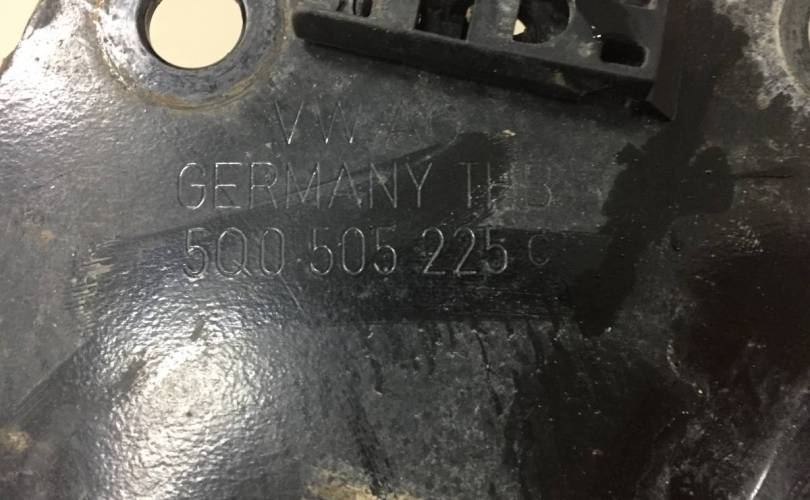 VW AG
GERMANY THB
5Q0 505 225 C